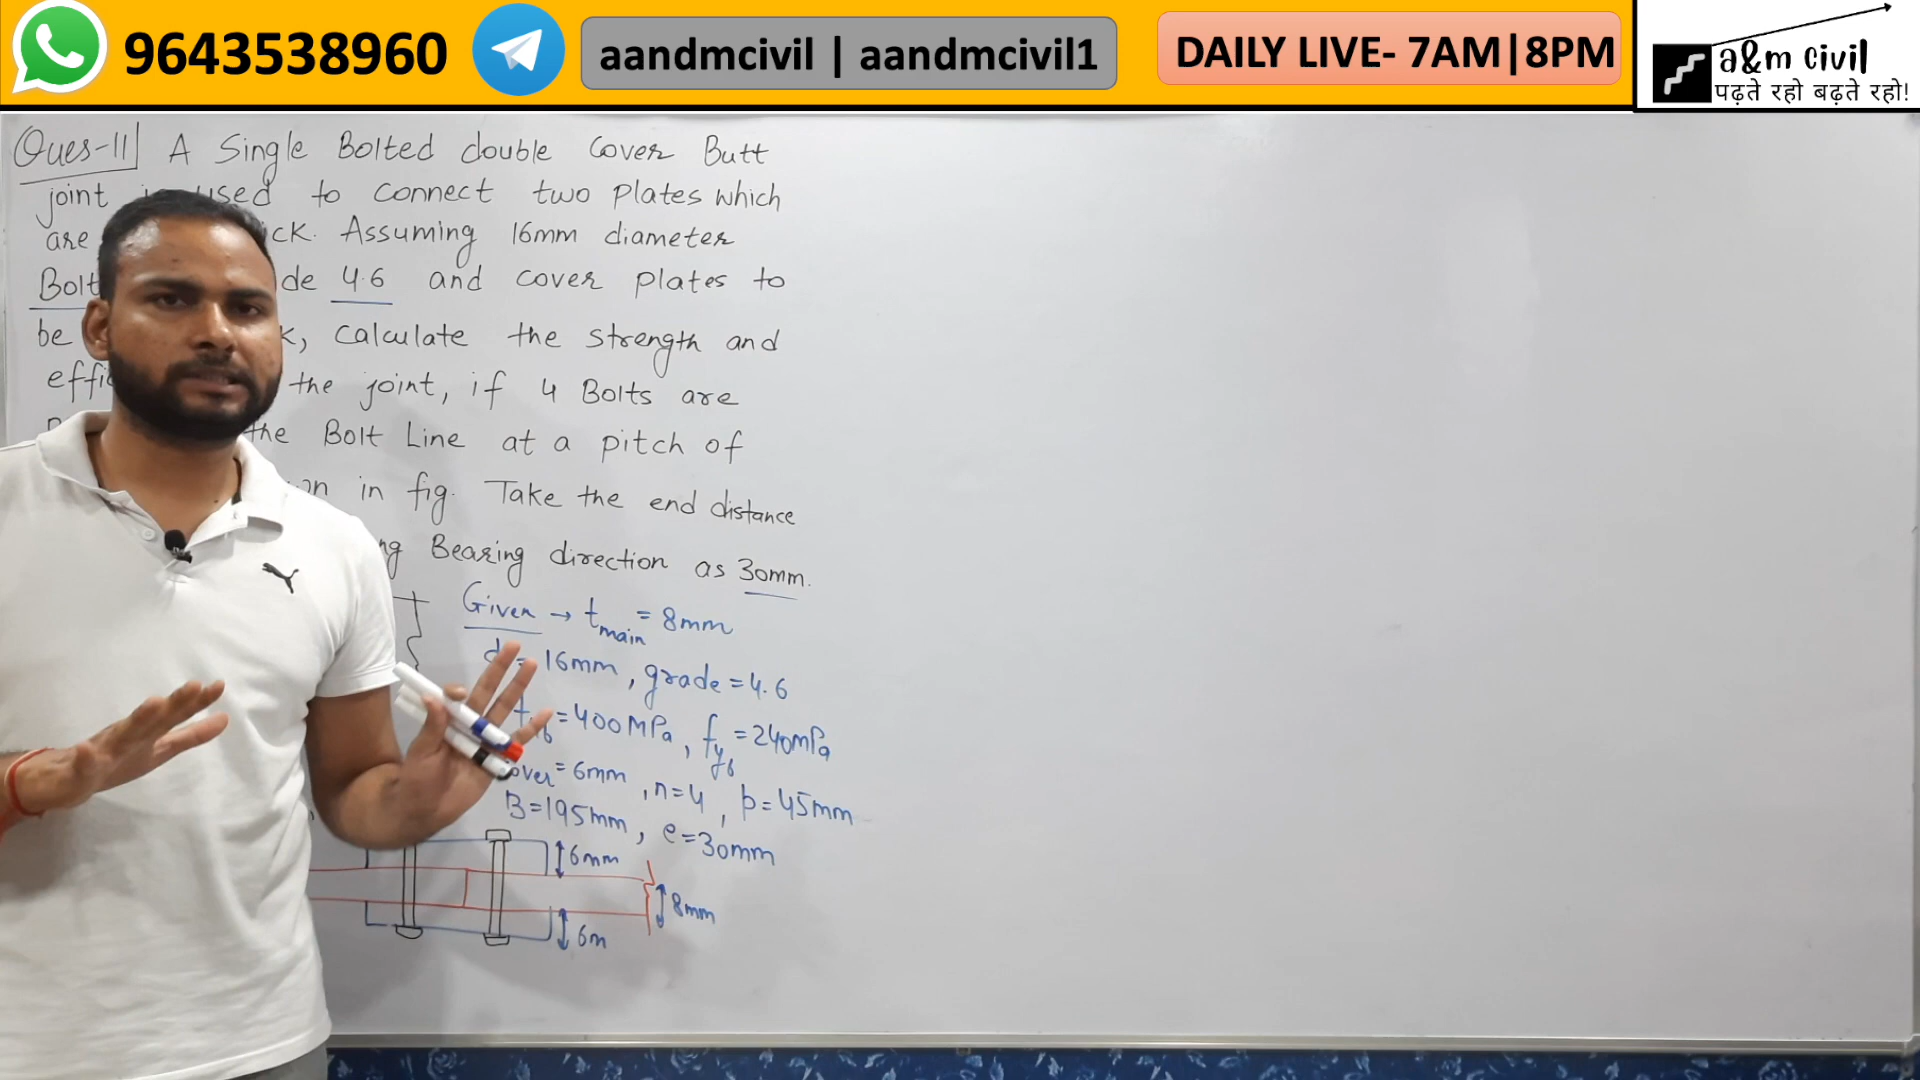 9643538960
aandmcivil | aandmcivil1
DAILY LIVE- 7AM|8PM
a&m civil
पढ़ते रहो बढ़ते रहो!
Ques-11 A Single Bolted double cover Butt
joint used to connect two plates which
are ck. Assuming 16mm diameter
Bolt de 4.6 and cover plates to
be k, calculate the strength and
effi the joint, if 4 Bolts are
the Bolt Line at a pitch of
in fig. Take the end distance
ng Bearing direction as 30mm.
Given → t main = 8mm
d = 16mm, grade = 4.6
= 400 MPa, fyb = 240MPa
over = 6mm, n=4, p=45mm
B=195mm, e=30mm
6mm
8mm
6m